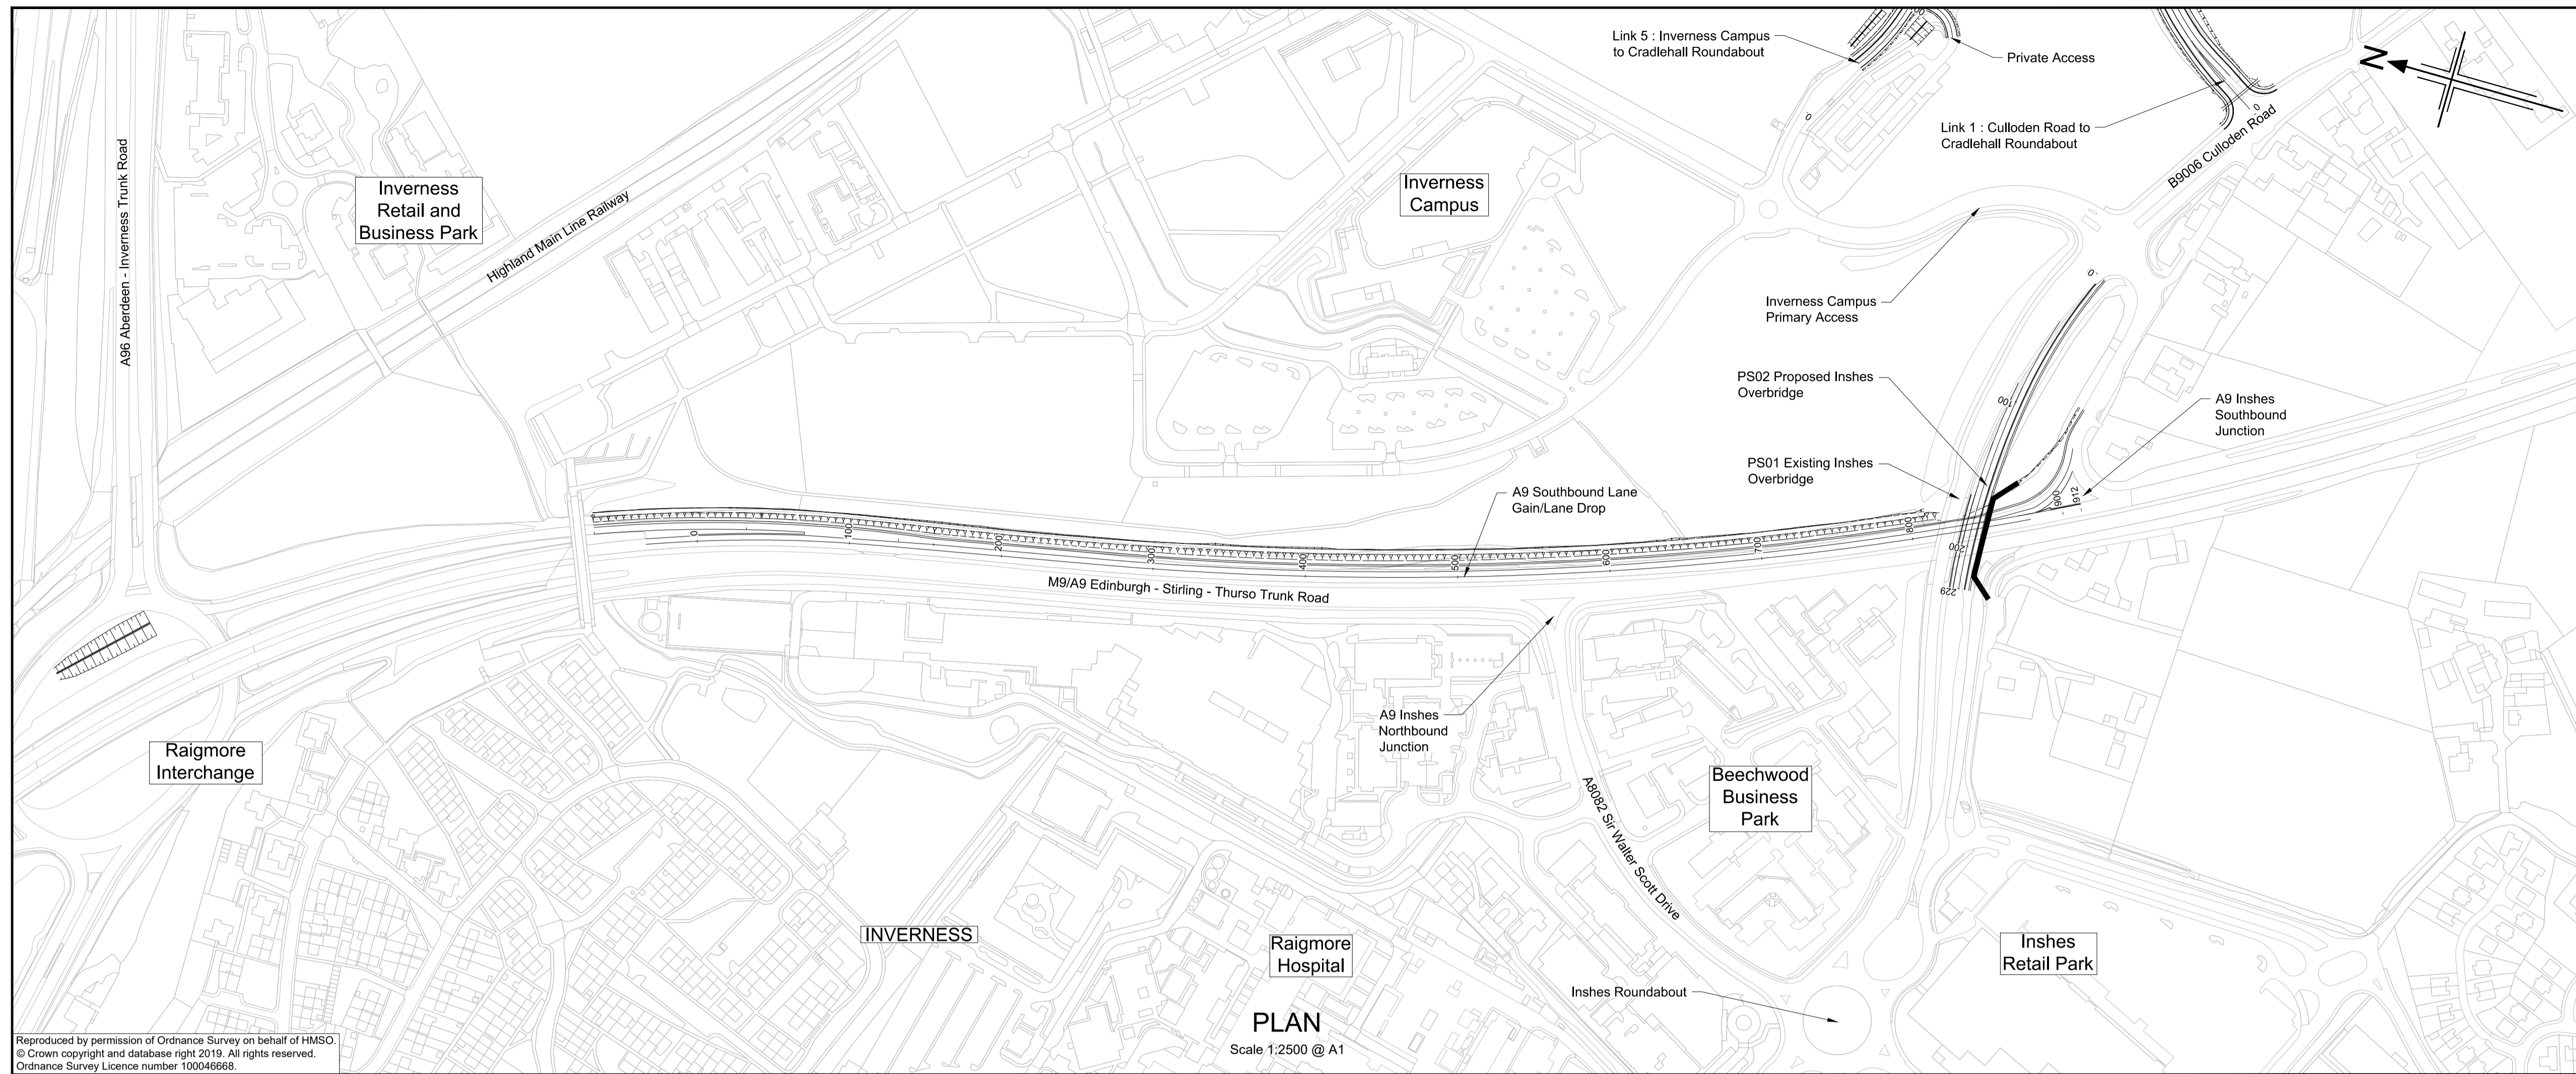 Link 5 : Inverness Campus
to Cradlehall Roundabout
Private Access
N
0
0
Link 1 : Culloden Road to
Cradlehall Roundabout
B9006 Culloden Road
A96 Aberdeen - Inverness Trunk Road
Inverness
Retail and
Business Park
Highland Main Line Railway
Inverness
Campus
Inverness Campus
Primary Access
0
PS02 Proposed Inshes
Overbridge
100
A9 Inshes
Southbound
Junction
PS01 Existing Inshes
Overbridge
A9 Southbound Lane
Gain/Lane Drop
0
100
200
300
400
500
600
700
800
900
912
200
229
M9/A9 Edinburgh - Stirling - Thurso Trunk Road
A9 Inshes
Northbound
Junction
Raigmore
Interchange
Beechwood
Business
Park
A8082 Sir Walter Scott Drive
INVERNESS
Raigmore
Hospital
Inshes
Retail Park
Inshes Roundabout
PLAN
Scale 1:2500 @ A1
Reproduced by permission of Ordnance Survey on behalf of HMSO.
© Crown copyright and database right 2019. All rights reserved.
Ordnance Survey Licence number 100046668.